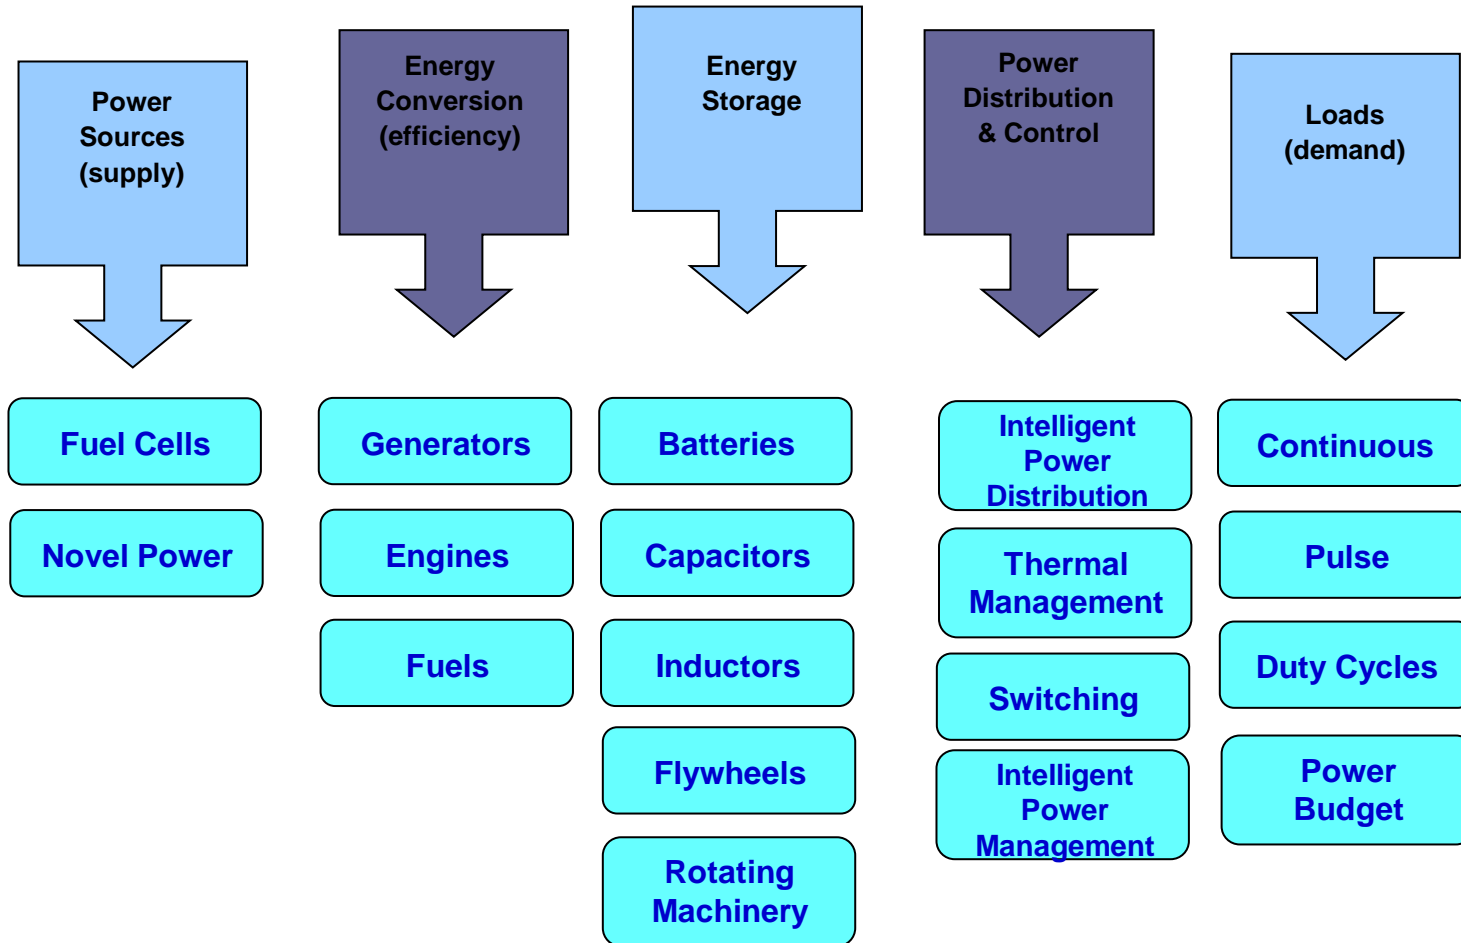 Power
Sources
(supply)
Energy
Conversion
(efficiency)
Energy
Storage
Power
Distribution
& Control
Loads
(demand)
Fuel Cells
Novel Power
Generators
Engines
Fuels
Batteries
Capacitors
Inductors
Flywheels
Rotating
Machinery
Intelligent
Power
Distribution
Thermal
Management
Switching
Intelligent
Power
Management
Continuous
Pulse
Duty Cycles
Power
Budget